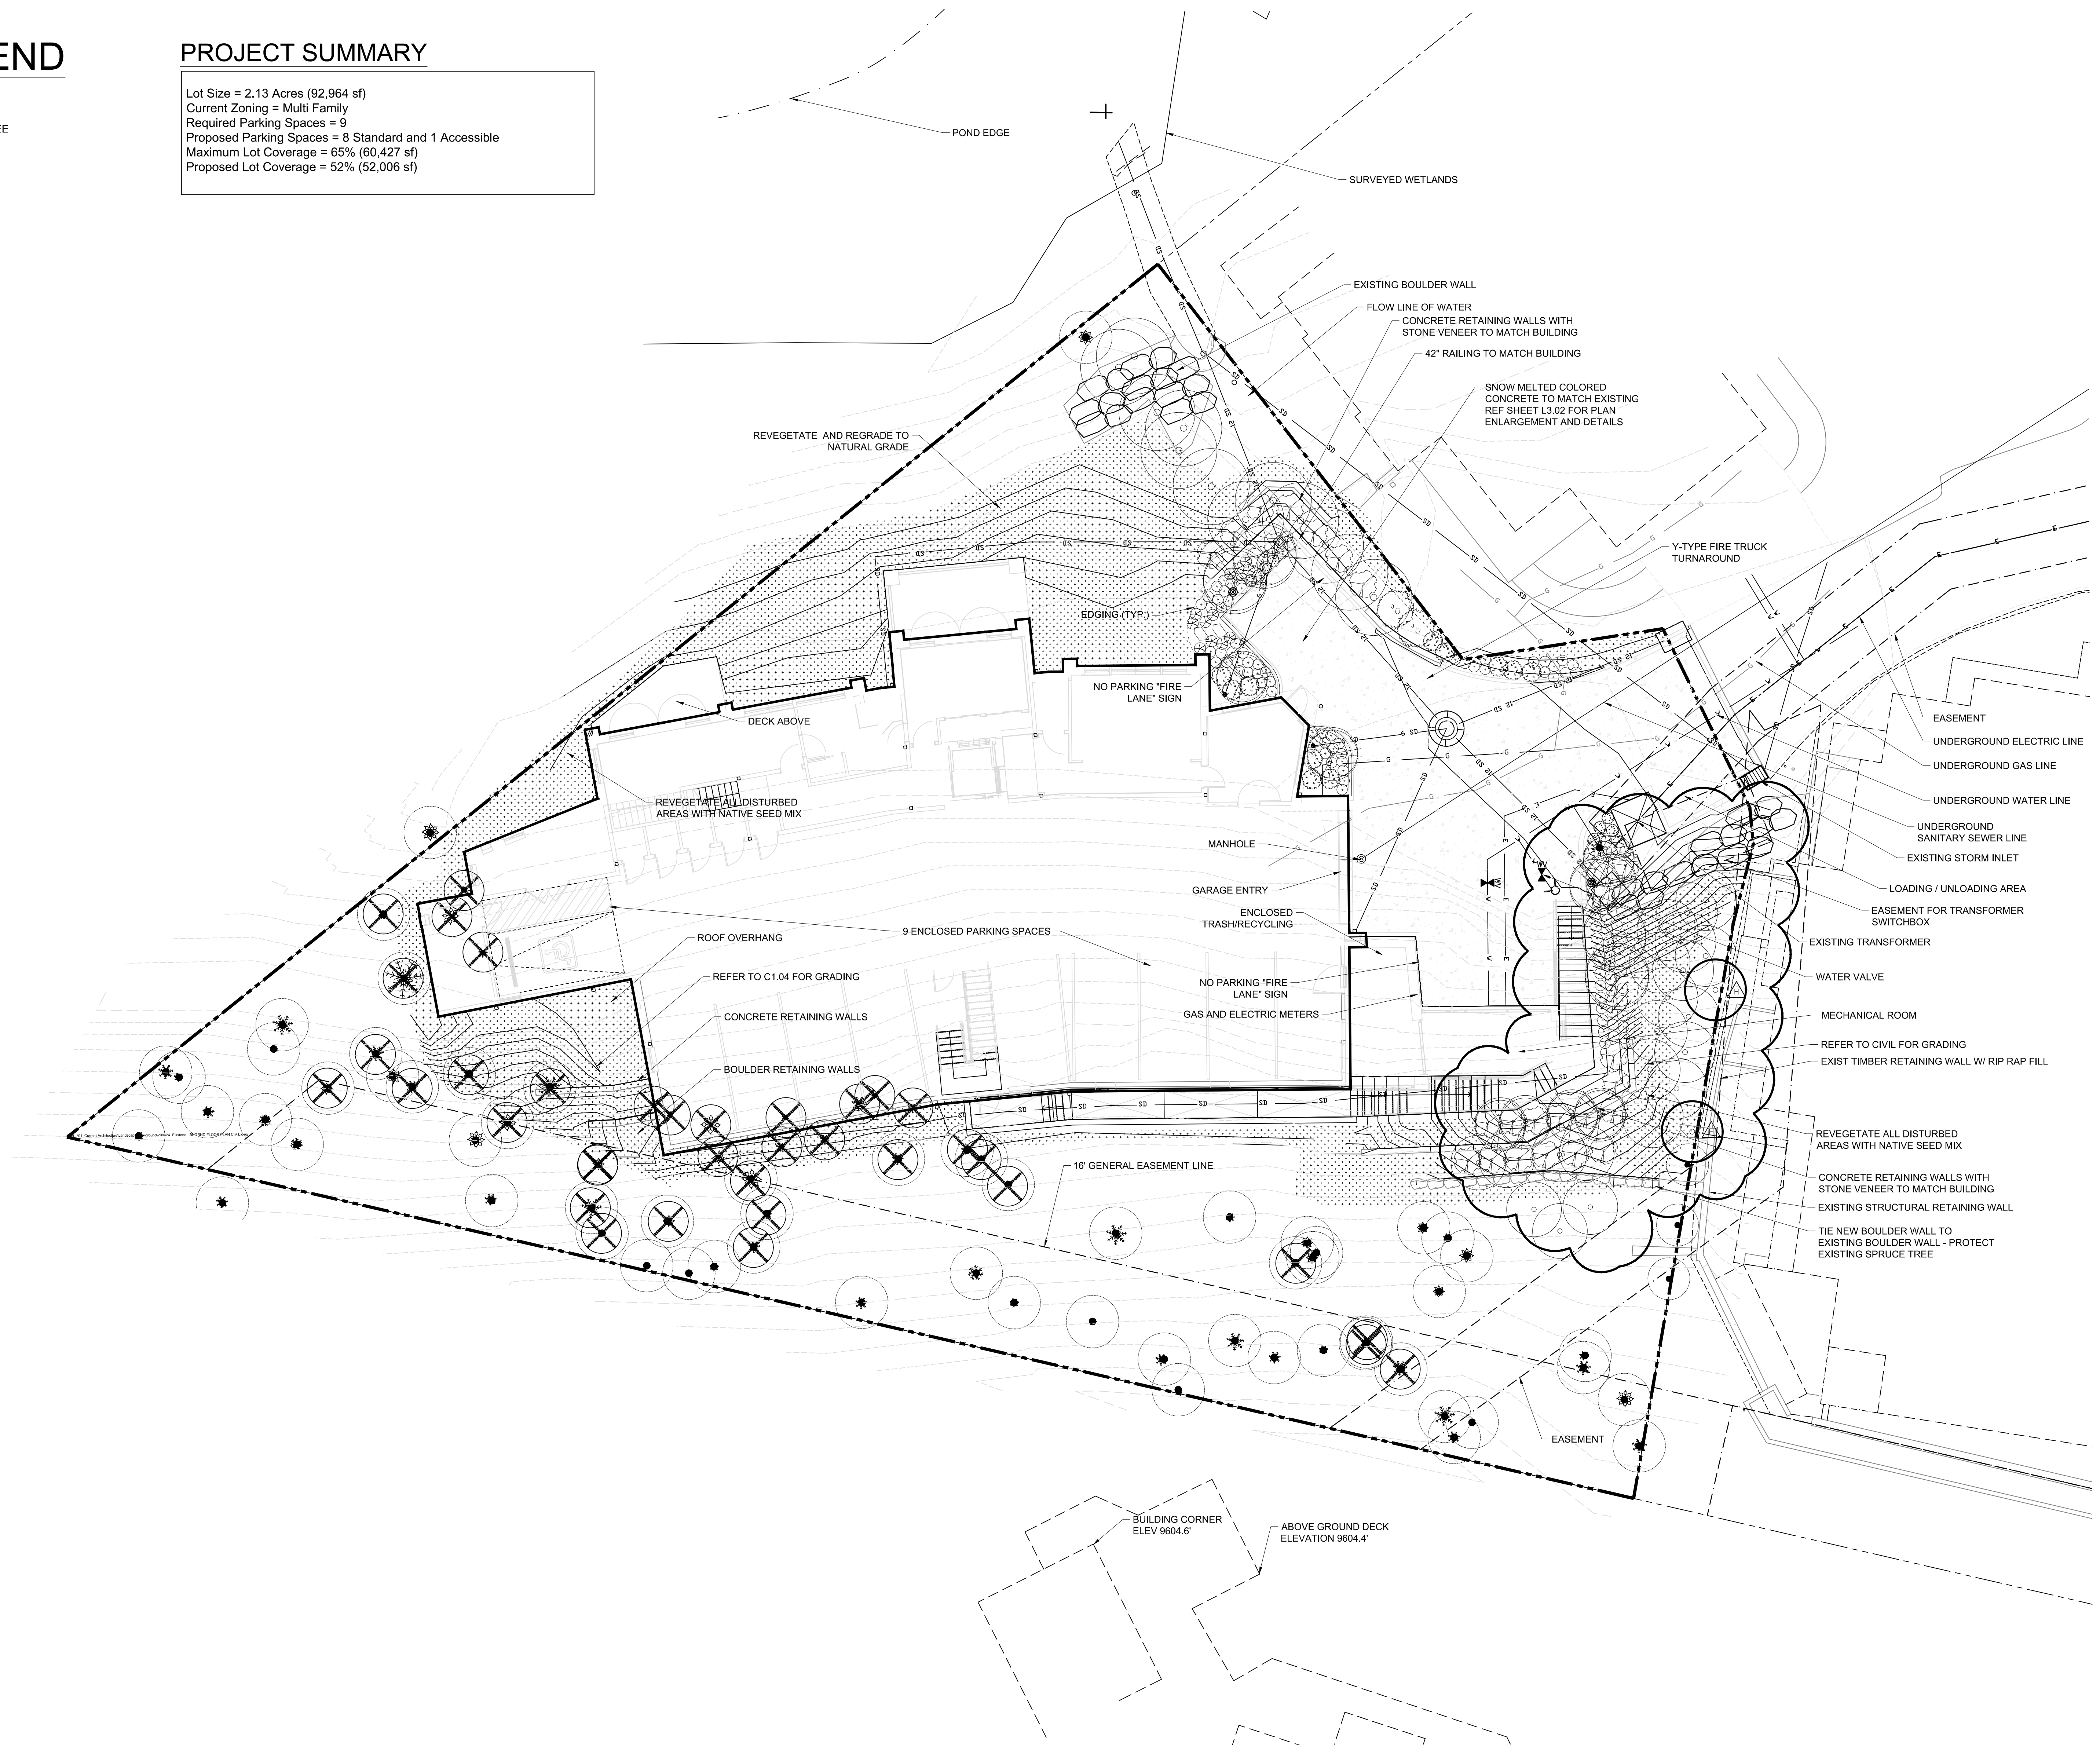 END
EE
PROJECT SUMMARY
Lot Size = 2.13 Acres (92,964 sf)
Current Zoning = Multi Family
Required Parking Spaces = 9
Proposed Parking Spaces = 8 Standard and 1 Accessible
Maximum Lot Coverage = 65% (60,427 sf)
Proposed Lot Coverage = 52% (52,006 sf)
POND EDGE
SURVEYED WETLANDS
EXISTING BOULDER WALL
FLOW LINE OF WATER
CONCRETE RETAINING WALLS WITH
STONE VENEER TO MATCH BUILDING
42" RAILING TO MATCH BUILDING
SNOW MELTED COLORED
CONCRETE TO MATCH EXISTING
REF SHEET L3.02 FOR PLAN
ENLARGEMENT AND DETAILS
REVEGETATE AND REGRADE TO
NATURAL GRADE
Y-TYPE FIRE TRUCK
TURNAROUND
EDGING (TYP.)
NO PARKING "FIRE
LANE" SIGN
DECK ABOVE
EASEMENT
UNDERGROUND ELECTRIC LINE
UNDERGROUND GAS LINE
REVEGETATE ALL DISTURBED
AREAS WITH NATIVE SEED MIX
UNDERGROUND WATER LINE
UNDERGROUND
SANITARY SEWER LINE
MANHOLE
EXISTING STORM INLET
GARAGE ENTRY
LOADING / UNLOADING AREA
ENCLOSED
TRASH/RECYCLING
EASEMENT FOR TRANSFORMER
SWITCHBOX
9 ENCLOSED PARKING SPACES
ROOF OVERHANG
EXISTING TRANSFORMER
REFER TO C1.04 FOR GRADING
WATER VALVE
NO PARKING "FIRE
LANE" SIGN
GAS AND ELECTRIC METERS
CONCRETE RETAINING WALLS
MECHANICAL ROOM
REFER TO CIVIL FOR GRADING
EXIST TIMBER RETAINING WALL W/ RIP RAP FILL
BOULDER RETAINING WALLS
REVEGETATE ALL DISTURBED
AREAS WITH NATIVE SEED MIX
16' GENERAL EASEMENT LINE
CONCRETE RETAINING WALLS WITH
STONE VENEER TO MATCH BUILDING
EXISTING STRUCTURAL RETAINING WALL
TIE NEW BOULDER WALL TO
EXISTING BOULDER WALL - PROTECT
EXISTING SPRUCE TREE
EASEMENT
BUILDING CORNER
ELEV 9604.6'
ABOVE GROUND DECK
ELEVATION 9604.4'